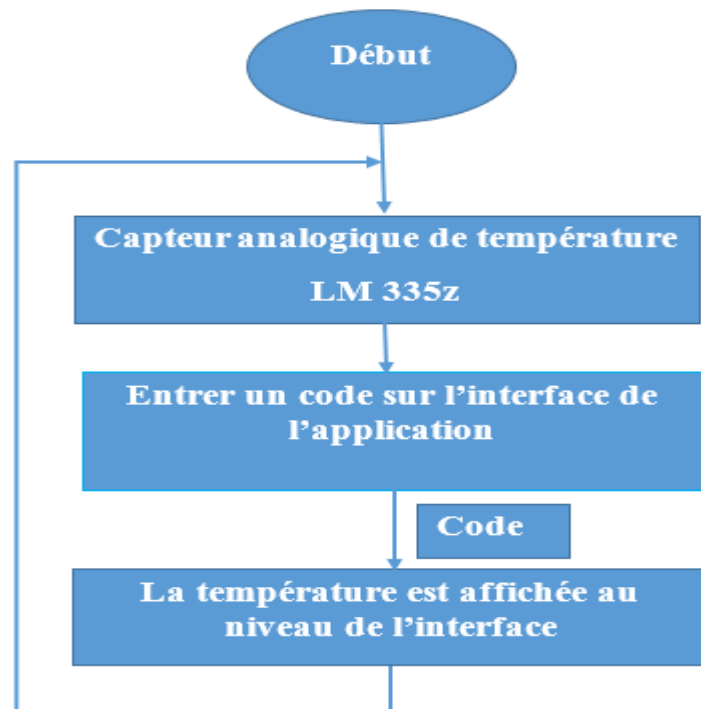 Début
Capteur analogique de température
LM 335z
Entrer un code sur l’interface de
l’application
Code
La température est affichée au
niveau de l’interface